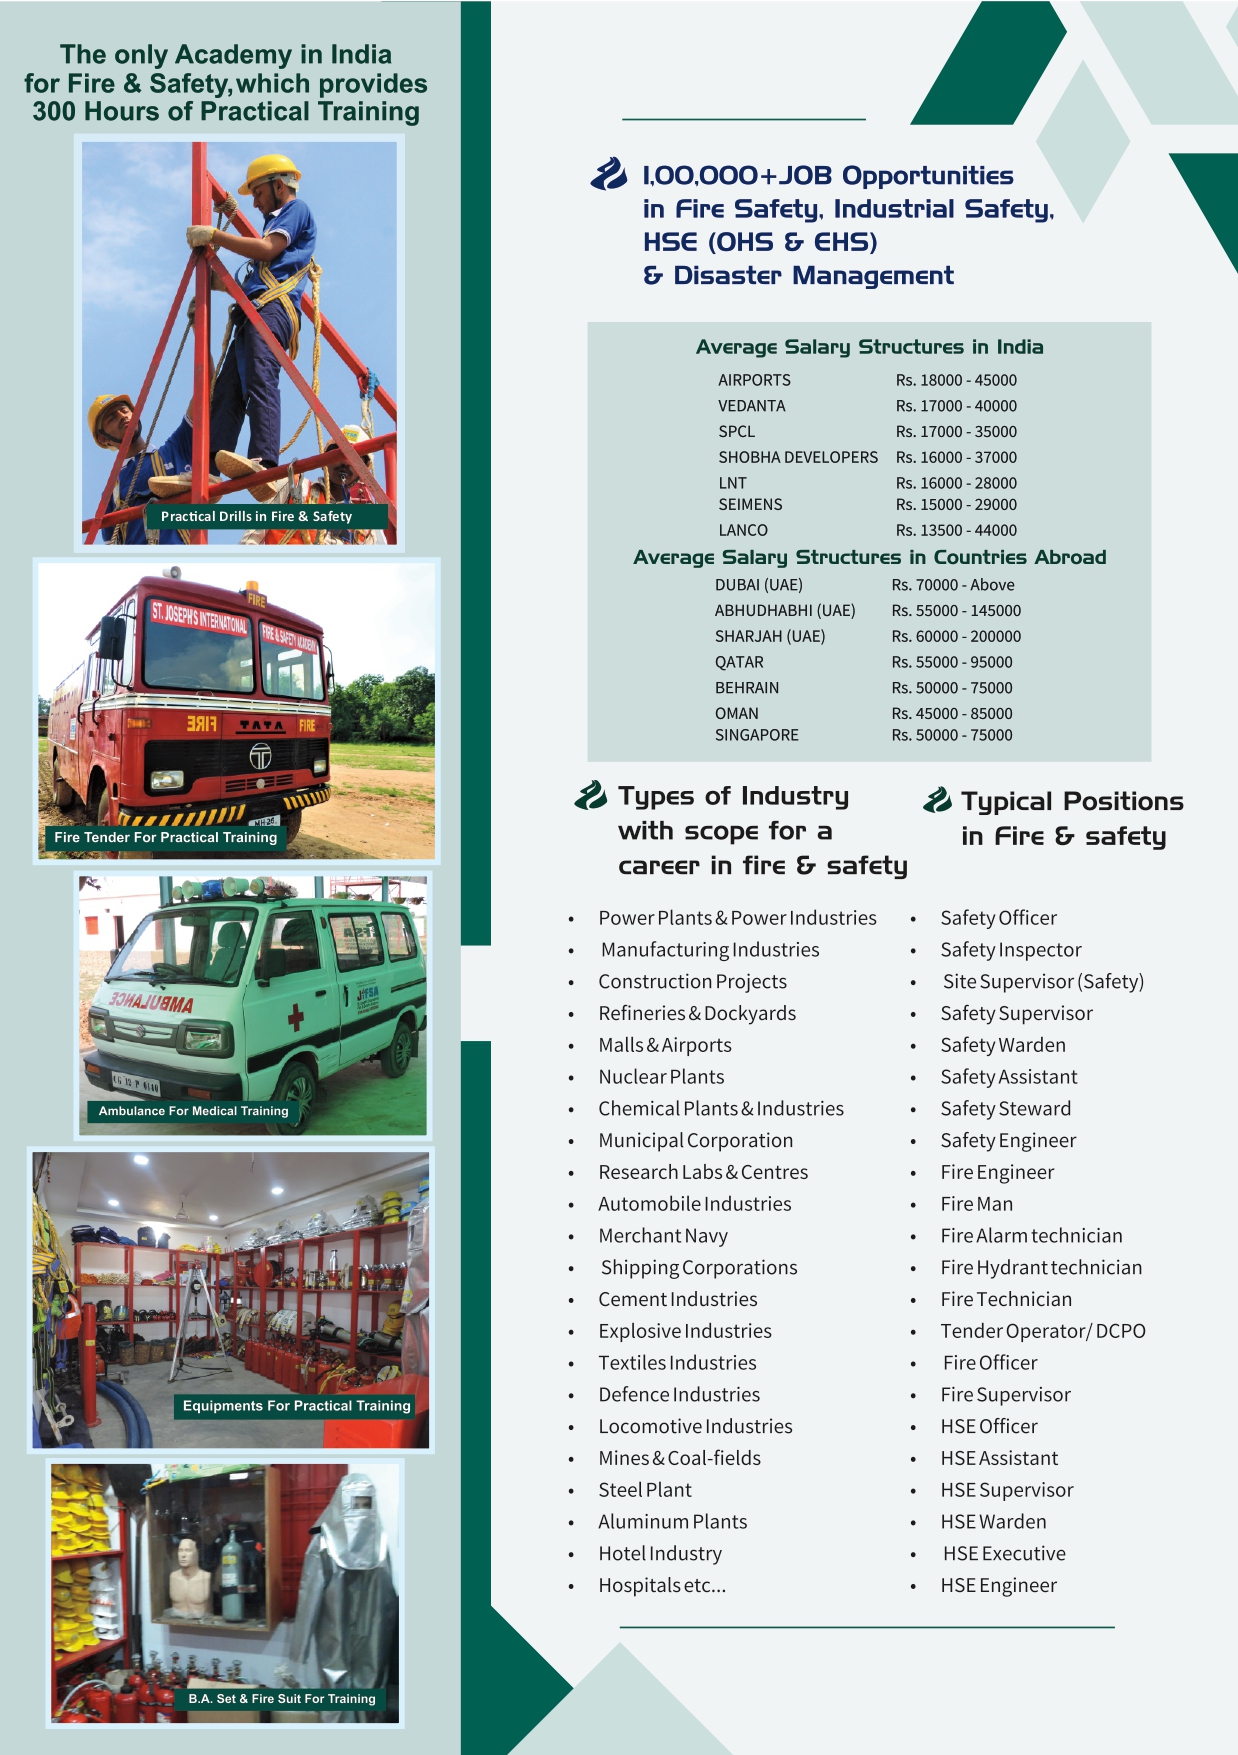 The only Academy in India
for Fire & Safety,which provides
300 Hours of Practical Training
Practical Drills in Fire & Safety
ST. JOSEPH'S INTERNATIONAL
FIRE
FIRE & SAFETY ACADEMY
FIRE
TATA
FIRE
MH-26
Fire Tender For Practical Training
AMBULANCE
JIFSA
CG 12 P 0140
Ambulance For Medical Training
Equipments For Practical Training
B.A. Set & Fire Suit For Training
1,00,000+JOB Opportunities
in Fire Safety, Industrial Safety,
HSE (OHS & EHS)
& Disaster Management
Average Salary Structures in India
AIRPORTS Rs. 18000 - 45000
VEDANTA Rs. 17000 - 40000
SPCL Rs. 17000 - 35000
SHOBHA DEVELOPERS Rs. 16000 - 37000
LNT Rs. 16000 - 28000
SEIMENS Rs. 15000 - 29000
LANCO Rs. 13500 - 44000
Average Salary Structures in Countries Abroad
DUBAI (UAE) Rs. 70000 - Above
ABHUDHABHI (UAE) Rs. 55000 - 145000
SHARJAH (UAE) Rs. 60000 - 200000
QATAR Rs. 55000 - 95000
BEHRAIN Rs. 50000 - 75000
OMAN Rs. 45000 - 85000
SINGAPORE Rs. 50000 - 75000
Types of Industry
with scope for a
career in fire & safety
• Power Plants & Power Industries
• Manufacturing Industries
• Construction Projects
• Refineries & Dockyards
• Malls & Airports
• Nuclear Plants
• Chemical Plants & Industries
• Municipal Corporation
• Research Labs & Centres
• Automobile Industries
• Merchant Navy
• Shipping Corporations
• Cement Industries
• Explosive Industries
• Textiles Industries
• Defence Industries
• Locomotive Industries
• Mines & Coal-fields
• Steel Plant
• Aluminum Plants
• Hotel Industry
• Hospitals etc...
Typical Positions
in Fire & safety
• Safety Officer
• Safety Inspector
• Site Supervisor (Safety)
• Safety Supervisor
• Safety Warden
• Safety Assistant
• Safety Steward
• Safety Engineer
• Fire Engineer
• Fire Man
• Fire Alarm technician
• Fire Hydrant technician
• Fire Technician
• Tender Operator/ DCPO
• Fire Officer
• Fire Supervisor
• HSE Officer
• HSE Assistant
• HSE Supervisor
• HSE Warden
• HSE Executive
• HSE Engineer